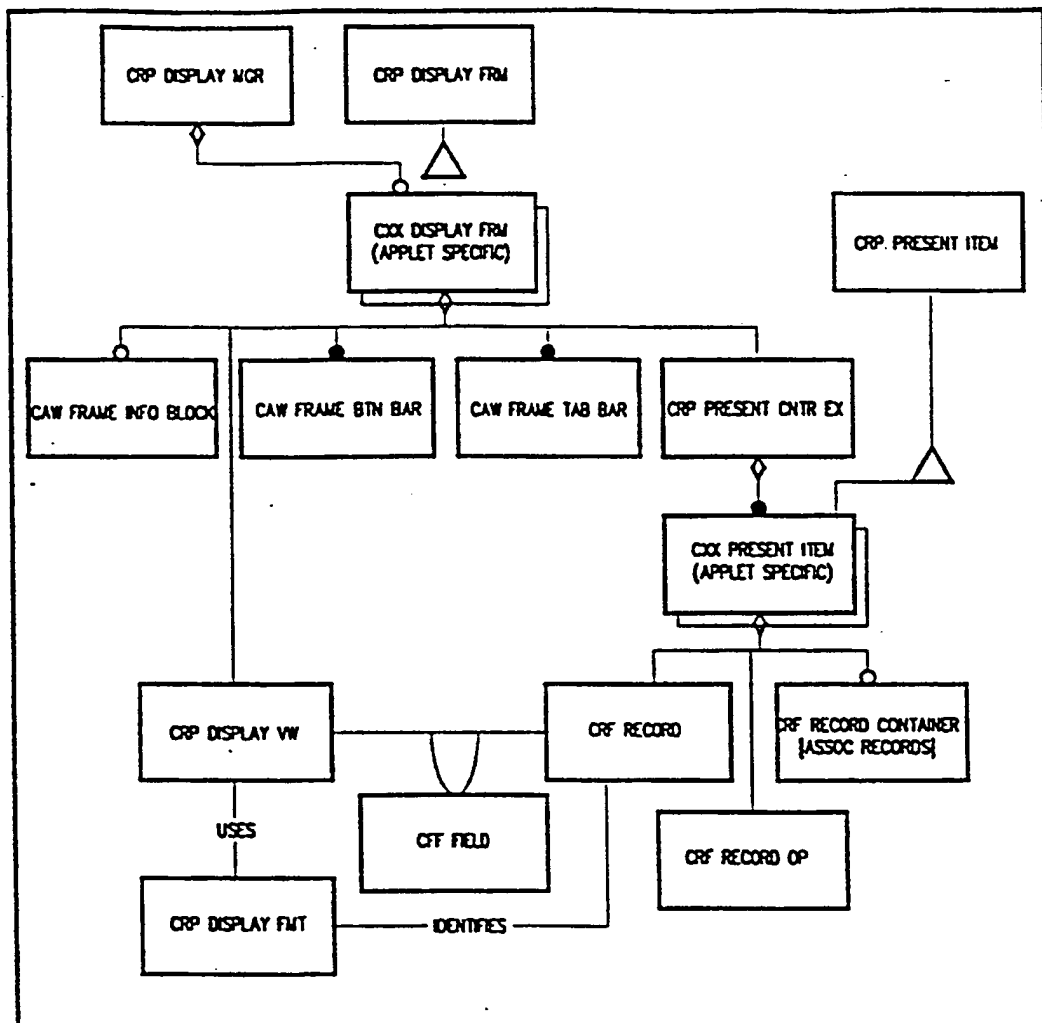 CRP DISPLAY MGR
CRP DISPLAY FRM
CXX DISPLAY FRM
(APPLET SPECIFIC)
CRP. PRESENT ITEM
CAW FRAME INFO BLOCK
CAW FRAME BTN BAR
CAW FRAME TAB BAR
CRP PRESENT CNTR EX
CXX PRESENT ITEM
(APPLET SPECIFIC)
CRP DISPLAY VW
CRF RECORD
CRF RECORD CONTAINER
[ASSOC RECORDS]
USES
CFF FIELD
CRF RECORD OP
CRP DISPLAY FMT
IDENTIFIES